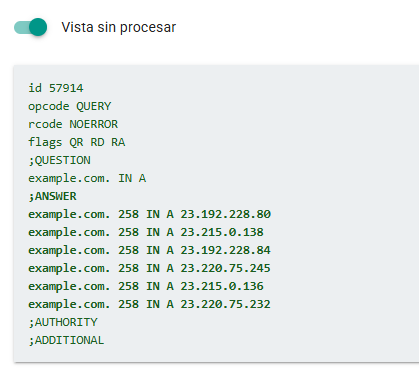 Vista sin procesar
id 57914
opcode QUERY
rcode NOERROR
flags QR RD RA
;QUESTION
example.com. IN A
;ANSWER
example.com. 258 IN A 23.192.228.80
example.com. 258 IN A 23.215.0.138
example.com. 258 IN A 23.192.228.84
example.com. 258 IN A 23.220.75.245
example.com. 258 IN A 23.215.0.136
example.com. 258 IN A 23.220.75.232
;AUTHORITY
;ADDITIONAL